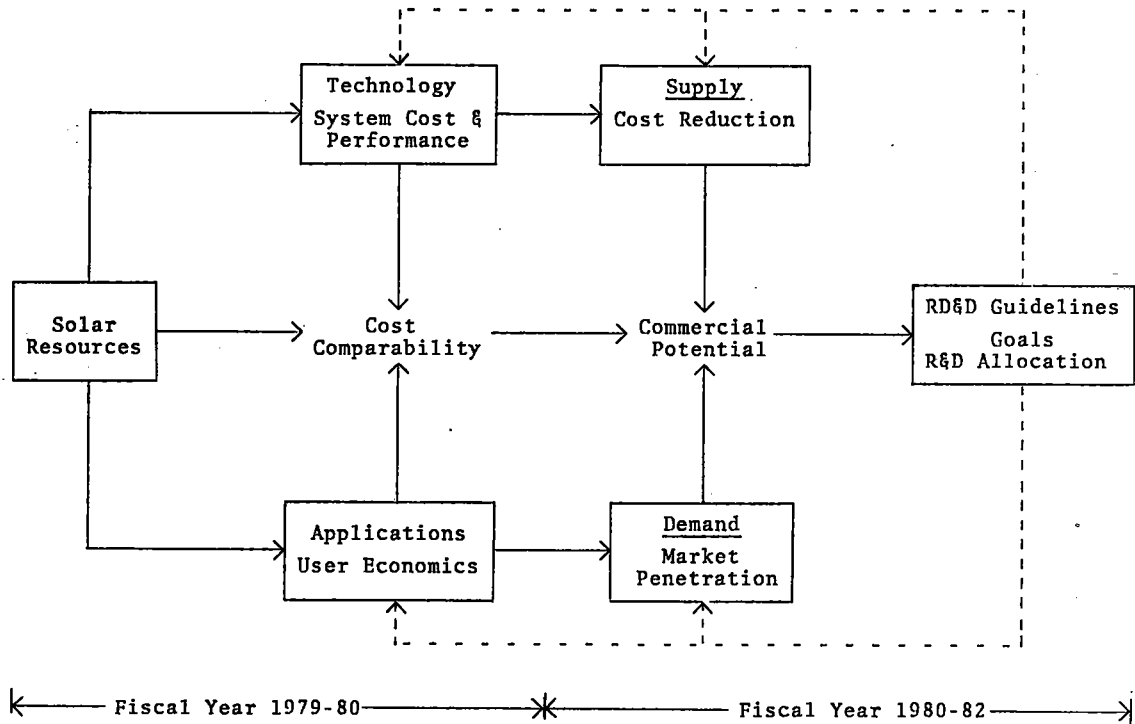 Technology
System Cost &
Performance
Supply
Cost Reduction
Solar
Resources
Cost
Comparability
Commercial
Potential
RD&D Guidelines
Goals
R&D Allocation
Applications
User Economics
Demand
Market
Penetration
Fiscal Year 1979-80
Fiscal Year 1980-82